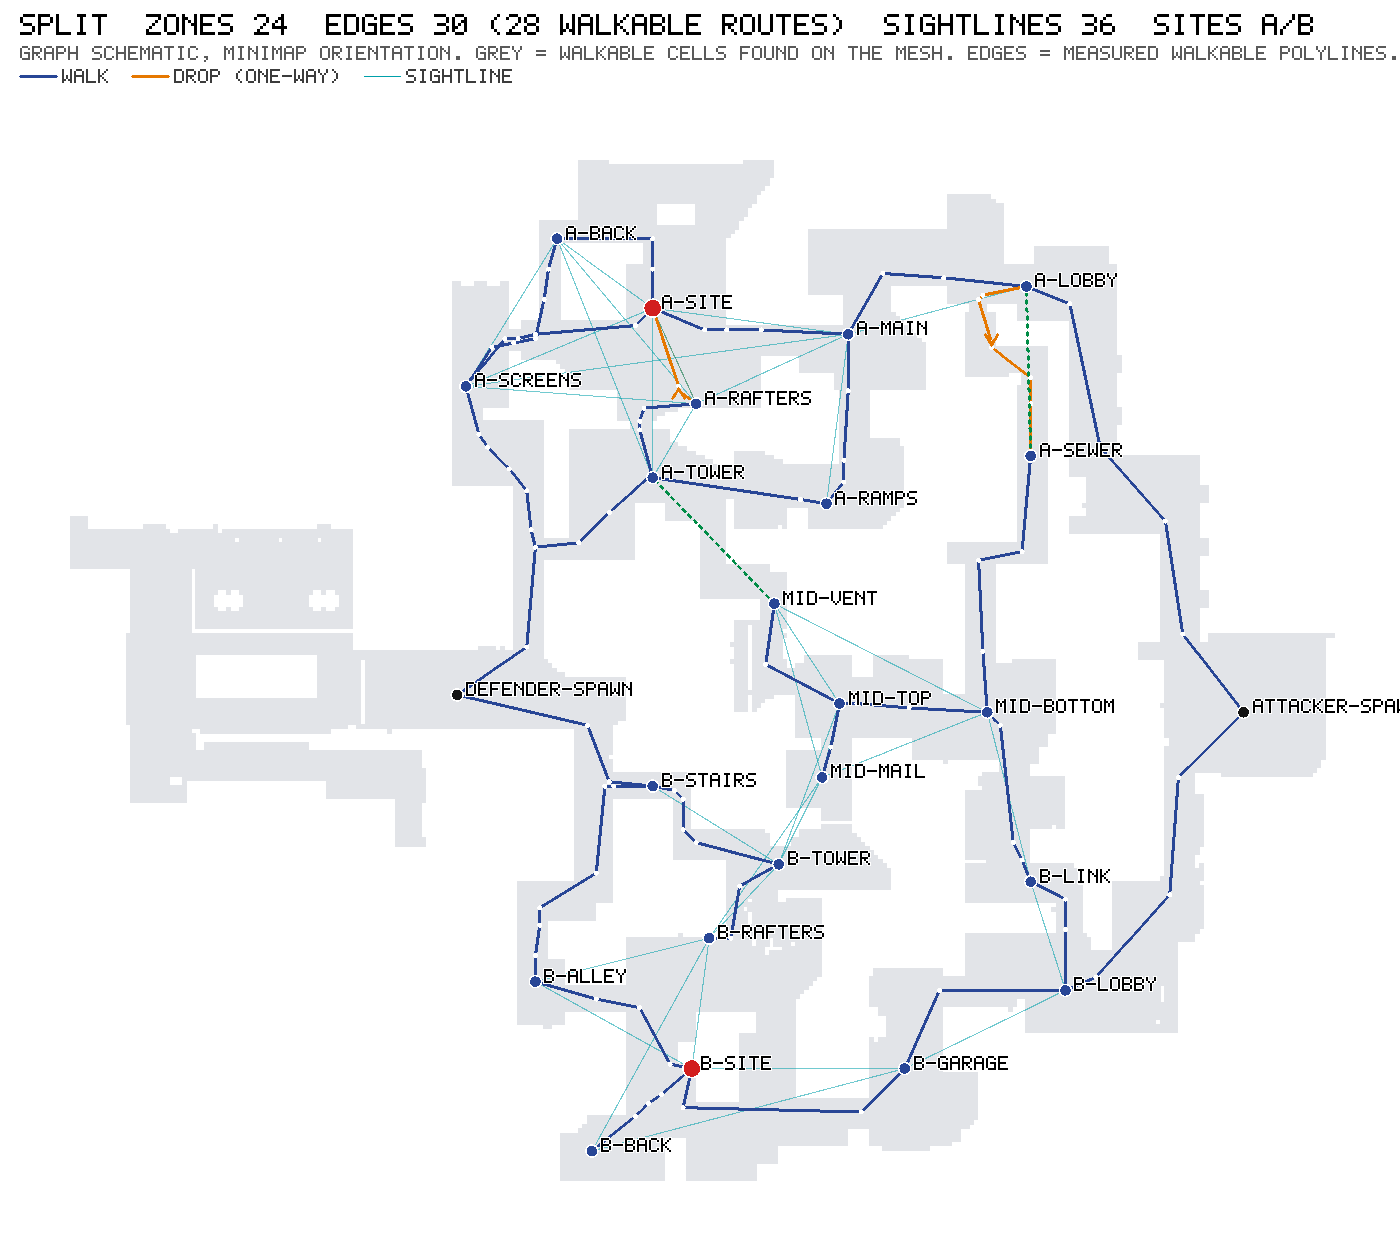 SPLIT  ZONES 24  EDGES 30 (28 WALKABLE ROUTES)  SIGHTLINES 36  SITES A/B
GRAPH SCHEMATIC, MINIMAP ORIENTATION. GREY = WALKABLE CELLS FOUND ON THE MESH. EDGES = MEASURED WALKABLE POLYLINES.
WALK  DROP (ONE-WAY)  SIGHTLINE
A-BACK
A-LOBBY
A-SITE
A-MAIN
A-SCREENS
A-RAFTERS
A-SEWER
A-TOWER
A-RAMPS
MID-VENT
DEFENDER-SPAWN
MID-TOP
MID-BOTTOM
ATTACKER-SPAW
MID-MAIL
B-STAIRS
B-TOWER
B-LINK
B-RAFTERS
B-ALLEY
B-LOBBY
B-SITE
B-GARAGE
B-BACK